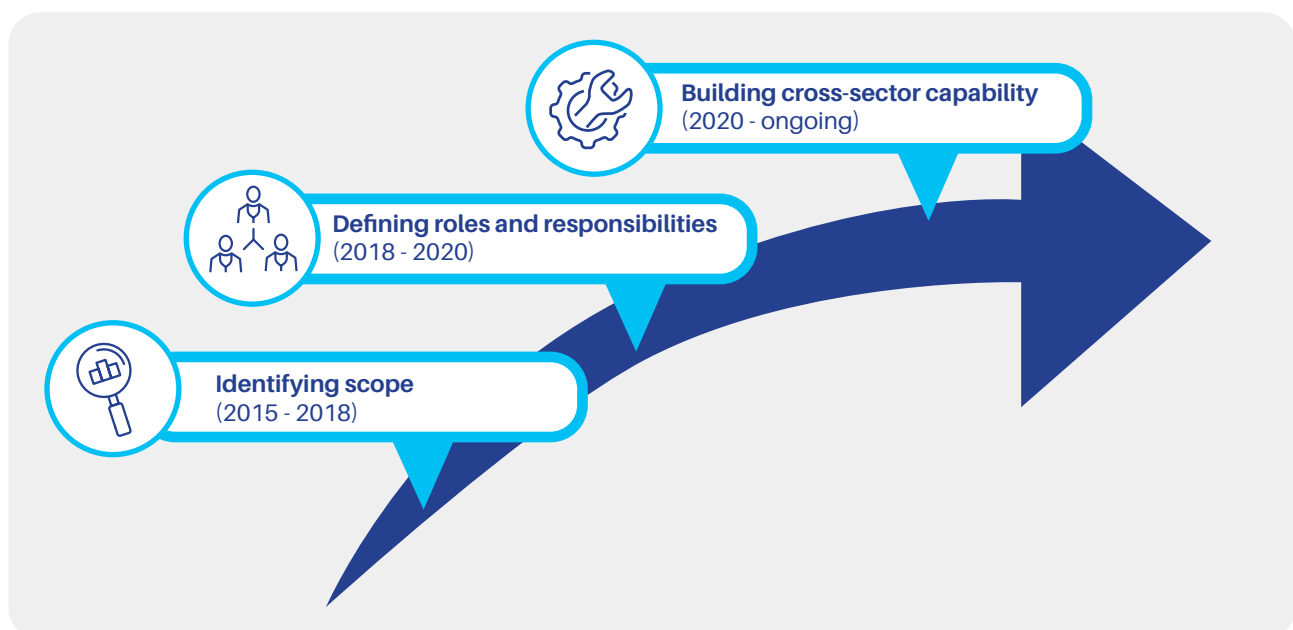 Building cross-sector capability
(2020 - ongoing)
Defining roles and responsibilities
(2018 - 2020)
Identifying scope
(2015 - 2018)